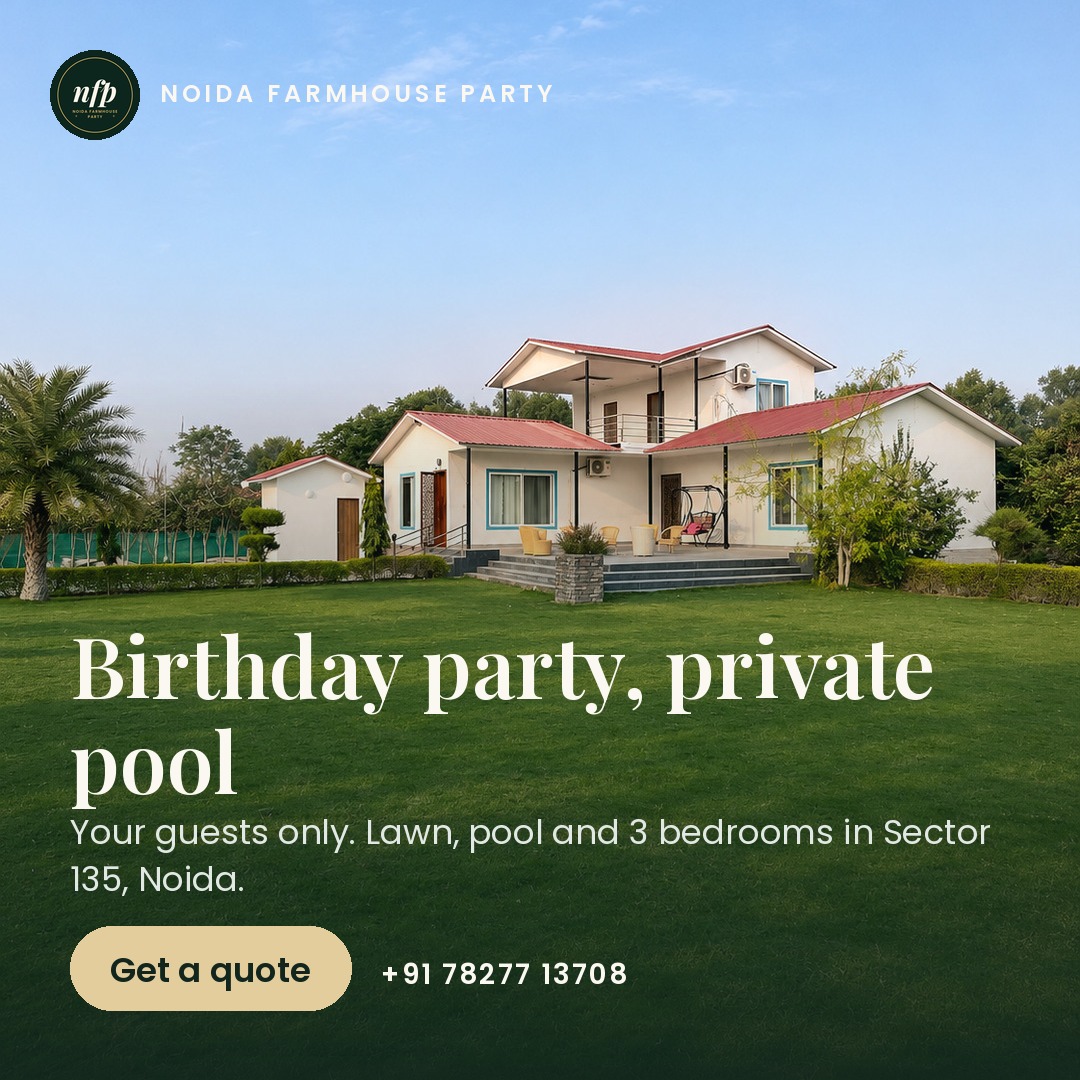 nfp
NOIDA FARMHOUSE
PARTY
NOIDA FARMHOUSE PARTY
Birthday party, private
pool
Your guests only. Lawn, pool and 3 bedrooms in Sector
135, Noida.
Get a quote
+91 78277 13708